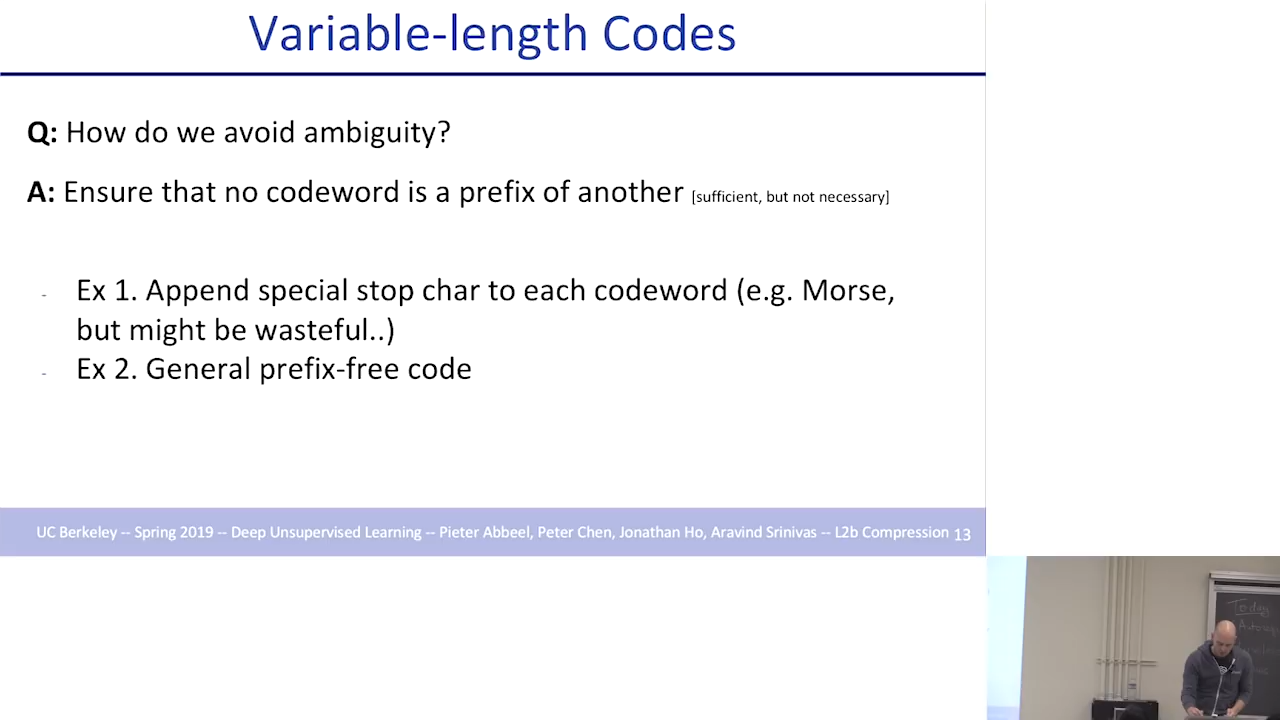 Variable-length Codes
Q: How do we avoid ambiguity?
A: Ensure that no codeword is a prefix of another [sufficient, but not necessary]
- Ex 1. Append special stop char to each codeword (e.g. Morse,
but might be wasteful..)
- Ex 2. General prefix-free code
UC Berkeley -- Spring 2019 -- Deep Unsupervised Learning -- Pieter Abbeel, Peter Chen, Jonathan Ho, Aravind Srinivas -- L2b Compression 13
Today